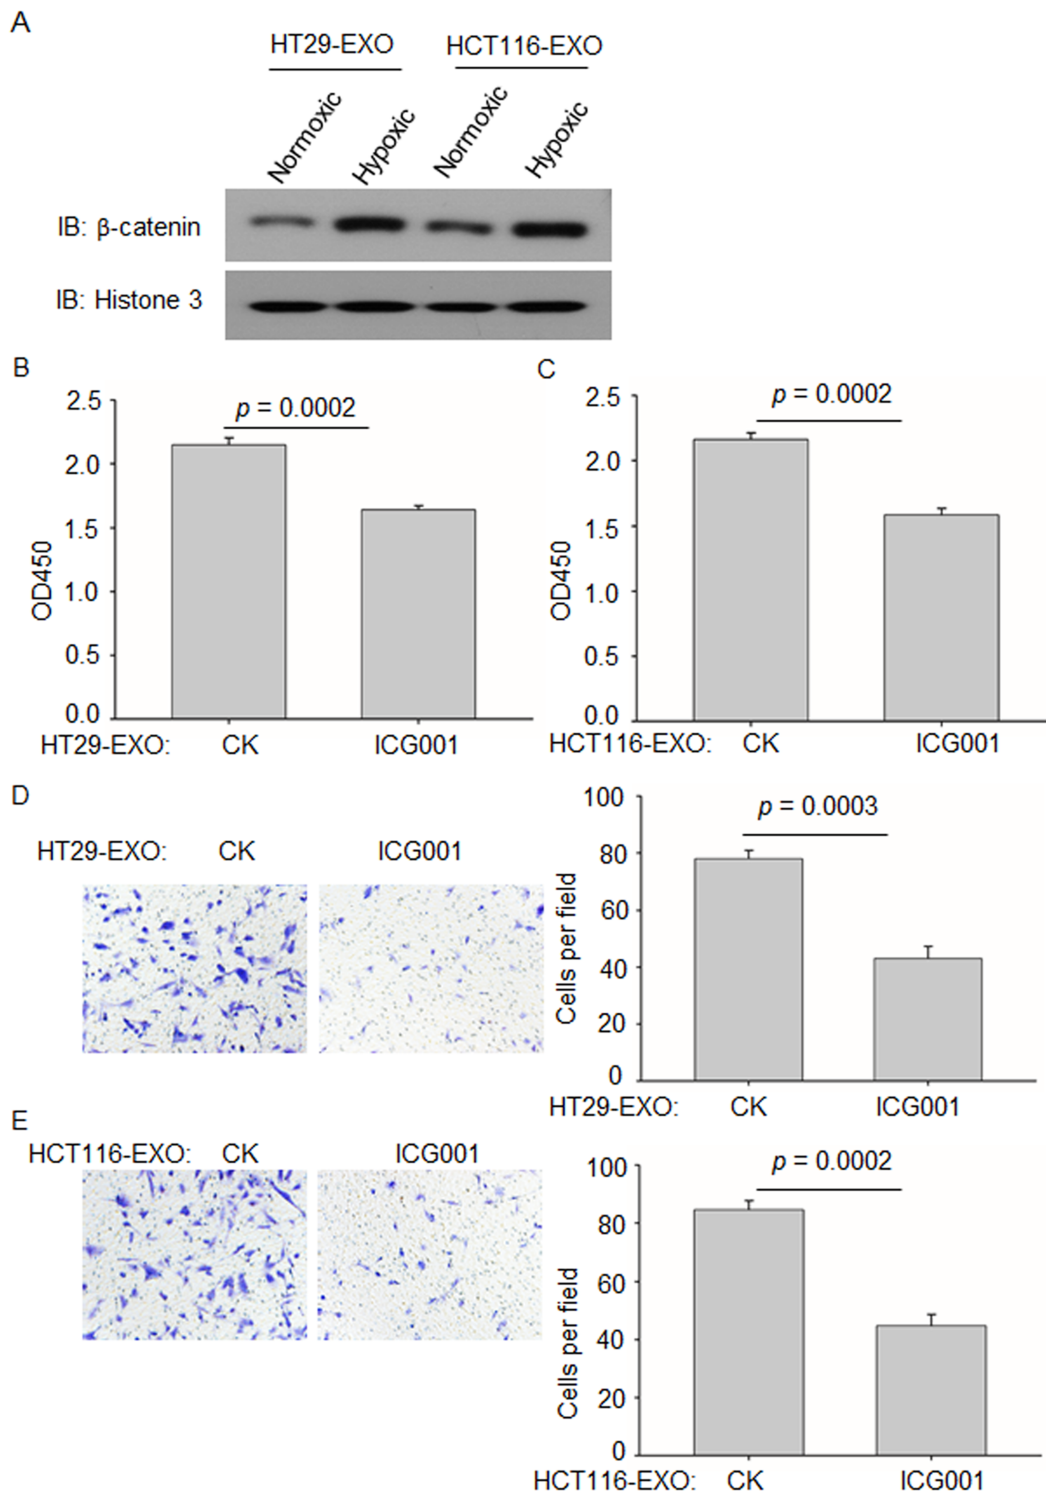 A
HT29-EXO HCT116-EXO
Normoxic Hypoxic Normoxic Hypoxic
IB: β-catenin
IB: Histone 3
B
p = 0.0002
2.5
2.0
1.5
1.0
0.5
0.0
OD450
HT29-EXO: CK ICG001
C
p = 0.0002
2.5
2.0
1.5
1.0
0.5
0.0
OD450
HCT116-EXO: CK ICG001
D
HT29-EXO: CK ICG001
p = 0.0003
100
80
60
40
20
0
Cells per field
HT29-EXO: CK ICG001
E
HCT116-EXO: CK ICG001
p = 0.0002
100
80
60
40
20
0
Cells per field
HCT116-EXO: CK ICG001